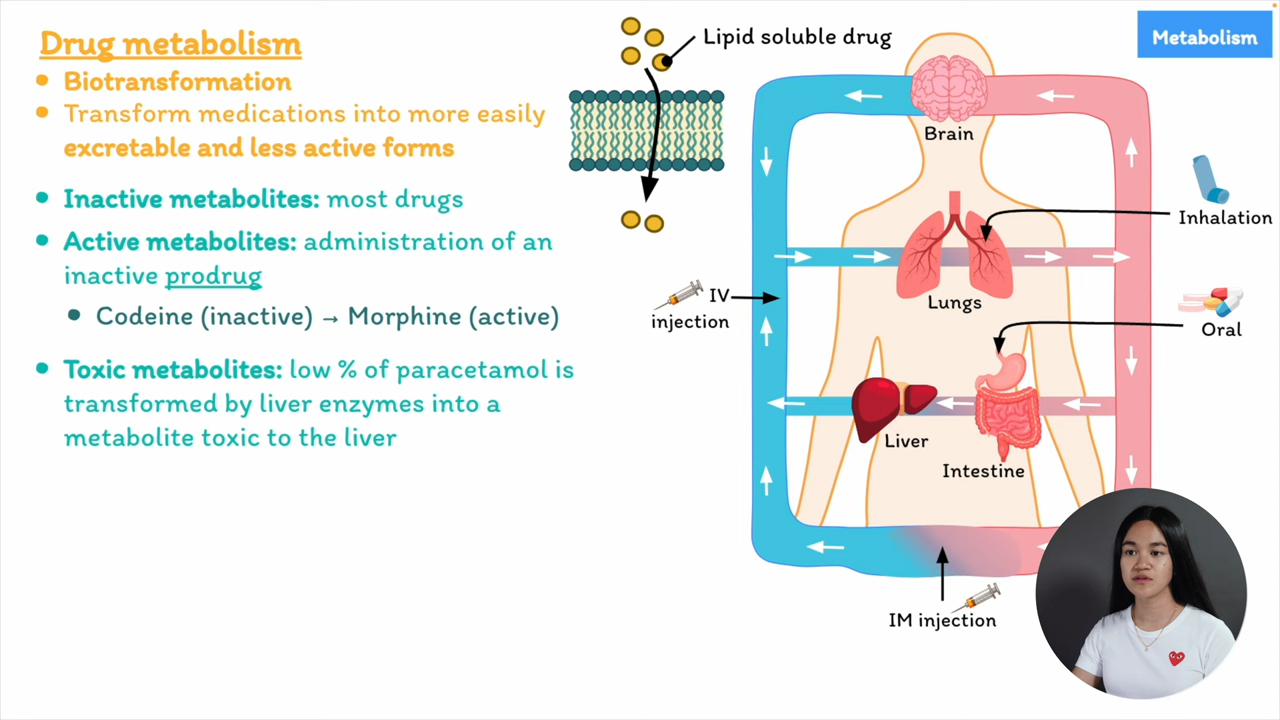 Drug metabolism
Biotransformation
Transform medications into more easily
excretable and less active forms
Inactive metabolites: most drugs
Active metabolites: administration of an
inactive prodrug
Codeine (inactive) → Morphine (active)
Toxic metabolites: low % of paracetamol is
transformed by liver enzymes into a
metabolite toxic to the liver
Lipid soluble drug
Metabolism
Brain
Inhalation
Lungs
IV
injection
Oral
Liver
Intestine
IM injection